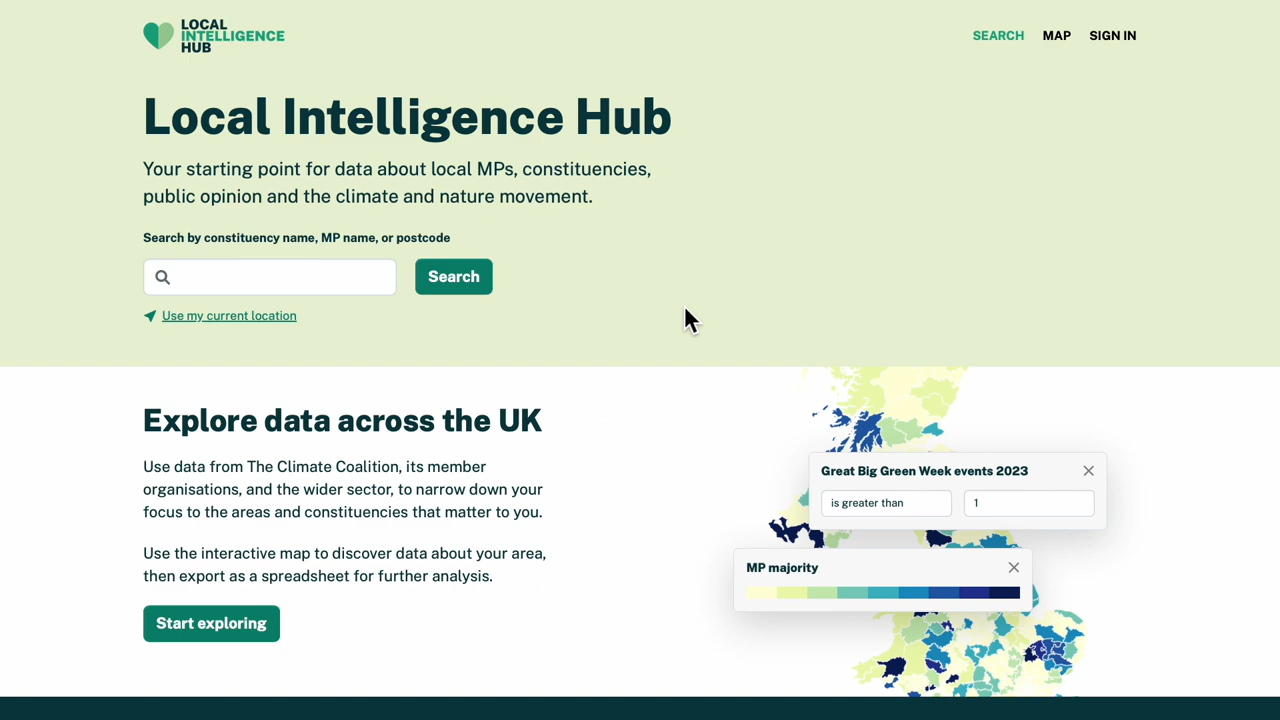 LOCAL
INTELLIGENCE
HUB
SEARCH
MAP
SIGN IN
Local Intelligence Hub
Your starting point for data about local MPs, constituencies,
public opinion and the climate and nature movement.
Search by constituency name, MP name, or postcode
Search
Use my current location
Explore data across the UK
Use data from The Climate Coalition, its member
organisations, and the wider sector, to narrow down your
focus to the areas and constituencies that matter to you.
Use the interactive map to discover data about your area,
then export as a spreadsheet for further analysis.
Start exploring
Great Big Green Week events 2023
is greater than
1
MP majority